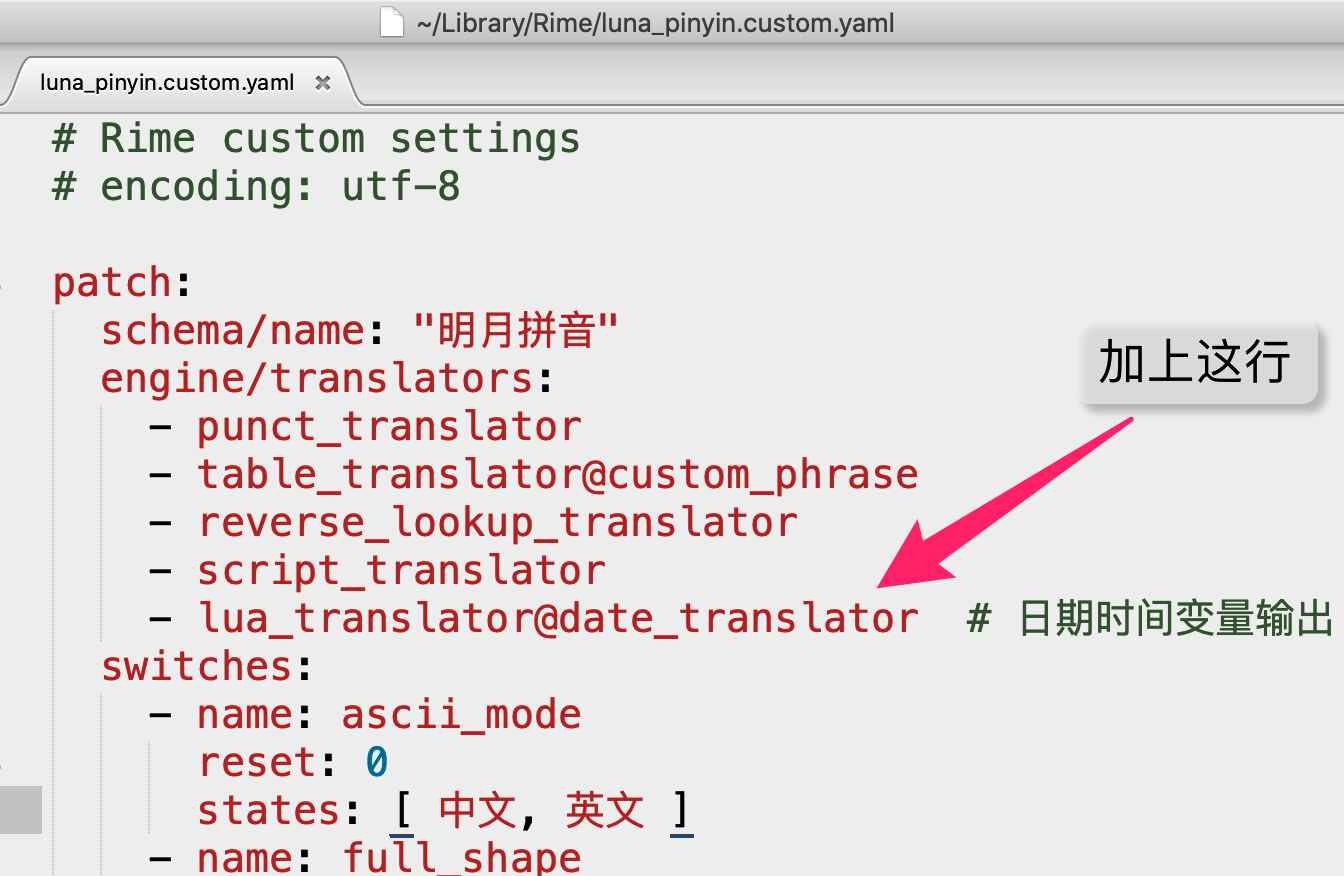 ~/Library/Rime/luna_pinyin.custom.yaml
luna_pinyin.custom.yaml ×
# Rime custom settings
# encoding: utf-8
patch:
schema/name: "明月拼音"
engine/translators:
加上这行
- punct_translator
- table_translator@custom_phrase
- reverse_lookup_translator
- script_translator
- lua_translator@date_translator # 日期时间变量输出
switches:
- name: ascii_mode
reset: 0
states: [ 中文, 英文 ]
- name: full_shape